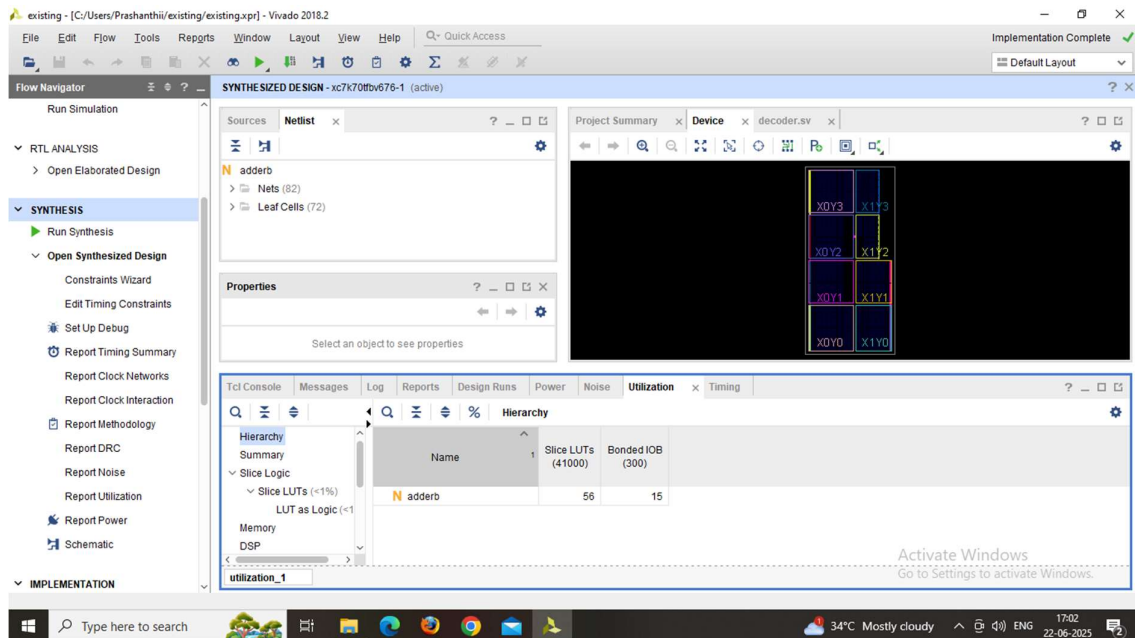 existing - [C:/Users/Prashanthii/existing/existing.xpr] - Vivado 2018.2
File Edit Flow Tools Reports Window Layout View Help Quick Access
Implementation Complete
Default Layout
Flow Navigator
SYNTHESIZED DESIGN - xc7k70tfbv676-1 (active)
Run Simulation
RTL ANALYSIS
Open Elaborated Design
SYNTHESIS
Run Synthesis
Open Synthesized Design
Constraints Wizard
Edit Timing Constraints
Set Up Debug
Report Timing Summary
Report Clock Networks
Report Clock Interaction
Report Methodology
Report DRC
Report Noise
Report Utilization
Report Power
Schematic
IMPLEMENTATION
Sources Netlist
N adderb
Nets (82)
Leaf Cells (72)
Properties
Select an object to see properties
Project Summary Device decoder.sv
X0Y3 X1Y3
X0Y2 X1Y2
X0Y1 X1Y1
X0Y0 X1Y0
Tcl Console Messages Log Reports Design Runs Power Noise Utilization Timing
Hierarchy
Hierarchy
Summary
Slice Logic
Slice LUTs (<1%)
LUT as Logic (<1
Memory
DSP
Name 1 Slice LUTs (41000) Bonded IOB (300)
N adderb 56 15
utilization_1
Activate Windows
Go to Settings to activate Windows.
Type here to search
34°C Mostly cloudy
ENG
17:02
22-06-2025
2